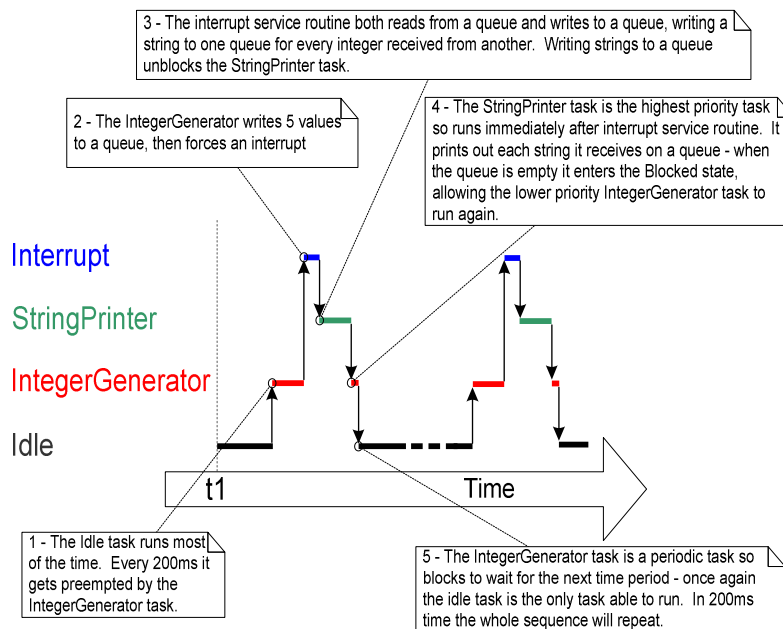 3 - The interrupt service routine both reads from a queue and writes to a queue, writing a
string to one queue for every integer received from another.  Writing strings to a queue
unblocks the StringPrinter task.
2 - The IntegerGenerator writes 5 values
to a queue, then forces an interrupt
4 - The StringPrinter task is the highest priority task
so runs immediately after interrupt service routine.  It
prints out each string it receives on a queue - when
the queue is empty it enters the Blocked state,
allowing the lower priority IntegerGenerator task to
run again.
Interrupt
StringPrinter
IntegerGenerator
Idle
t1
Time
1 - The Idle task runs most
of the time.  Every 200ms it
gets preempted by the
IntegerGenerator task.
5 - The IntegerGenerator task is a periodic task so
blocks to wait for the next time period - once again
the idle task is the only task able to run.  In 200ms
time the whole sequence will repeat.